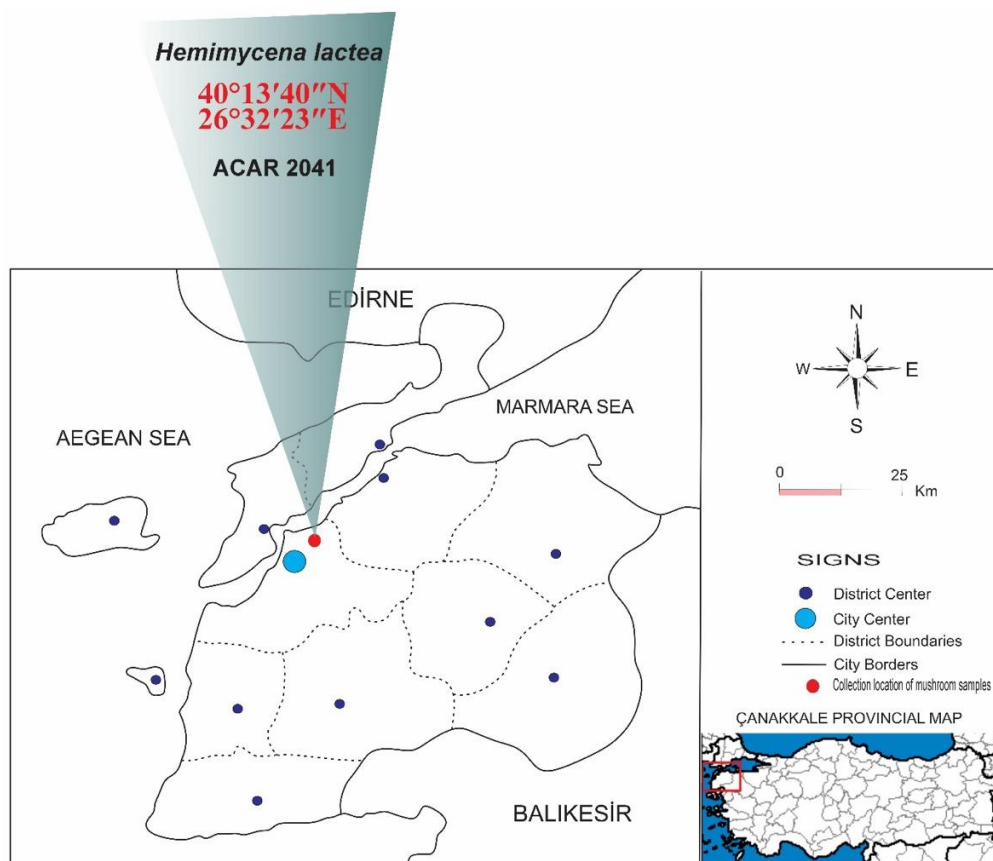 Hemimycena lactea
40°13′40″N
26°32′23″E
ACAR 2041
EDİRNE
MARMARA SEA
AEGEAN SEA
BALIKESİR
N
W
E
S
0
25
Km
SIGNS
District Center
City Center
District Boundaries
City Borders
Collection location of mushroom samples
ÇANAKKALE PROVINCIAL MAP